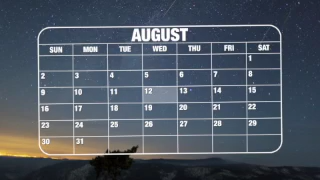 AUGUST
SUN MON TUE WED THU FRI SAT
1
2 3 4 5 6 7 8
9 10 11 12 13 14 15
16 17 18 19 20 21 22
23 24 25 26 27 28 29
30 31